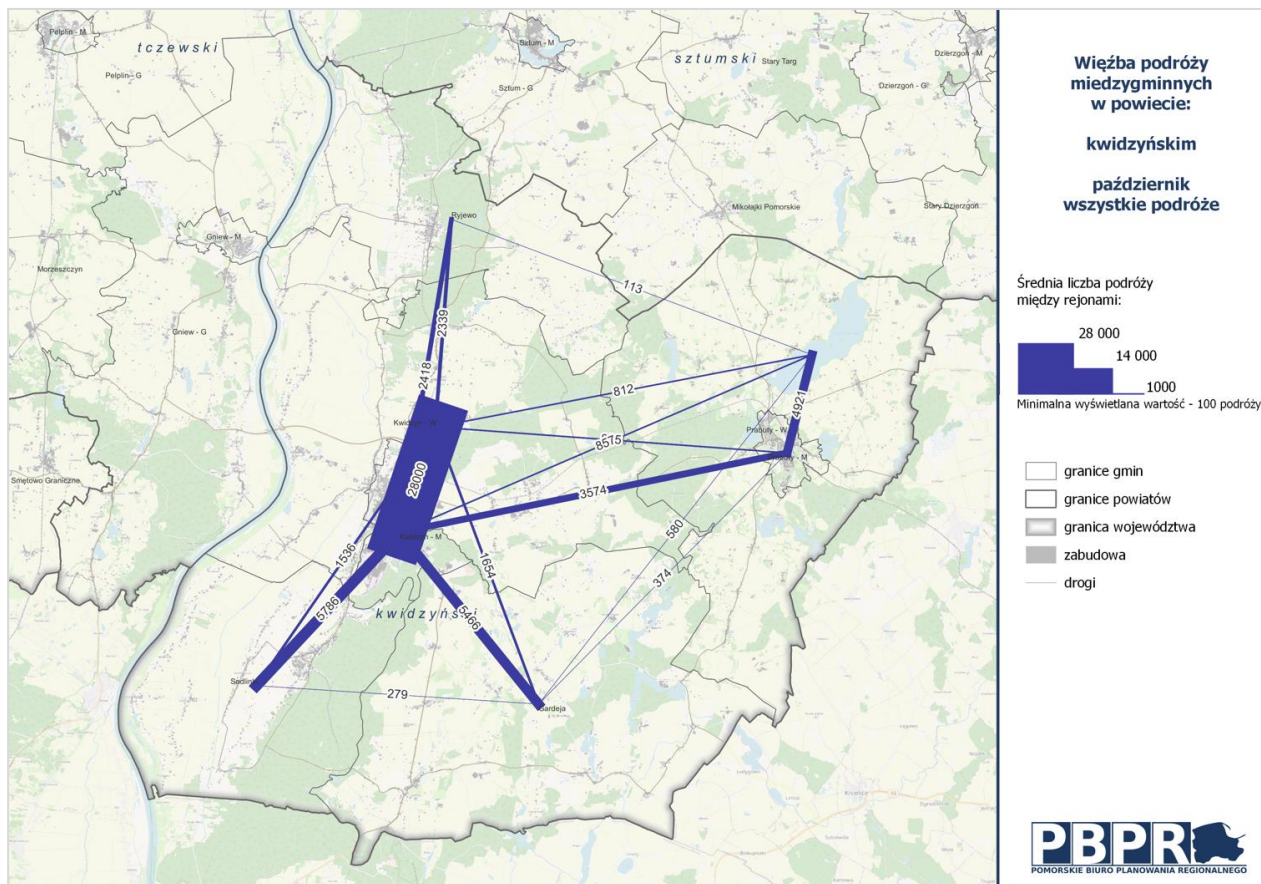 Pelplin - M
tczewski
Pelplin - G
Sztum - M
Sztum - G
sztumski
Stary Targ
Dzierzgoń - M
Dzierzgoń - G
Mikołajki Pomorskie
Stary Dzierzgoń
Ryjewo
Gniew - M
Morzeszczyn
Gniew - G
113
2339
2418
812
4921
Prabuty - W
8575
3574
28000
Smętowo Graniczne
580
374
1536
1654
5786
5466
kwidzyński
279
Gardeja
Więźba podróży
miedzygminnych
w powiecie:
kwidzyńskim
październik
wszystkie podróże
Średnia liczba podróży
między rejonami:
28 000
14 000
1000
Minimalna wyświetlana wartość - 100 podróży
granice gmin
granice powiatów
granica województwa
zabudowa
drogi
PBPR
POMORSKIE BIURO PLANOWANIA REGIONALNEGO